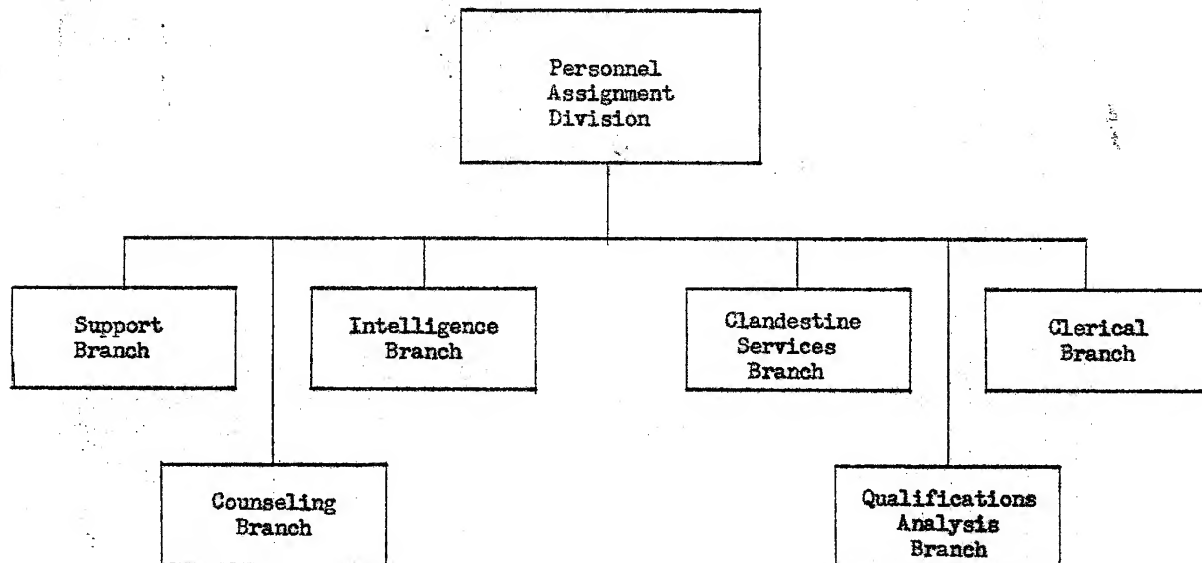 Personnel
Assignment
Division
Support
Branch
Intelligence
Branch
Clandestine
Services
Branch
Clerical
Branch
Counseling
Branch
Qualifications
Analysis
Branch